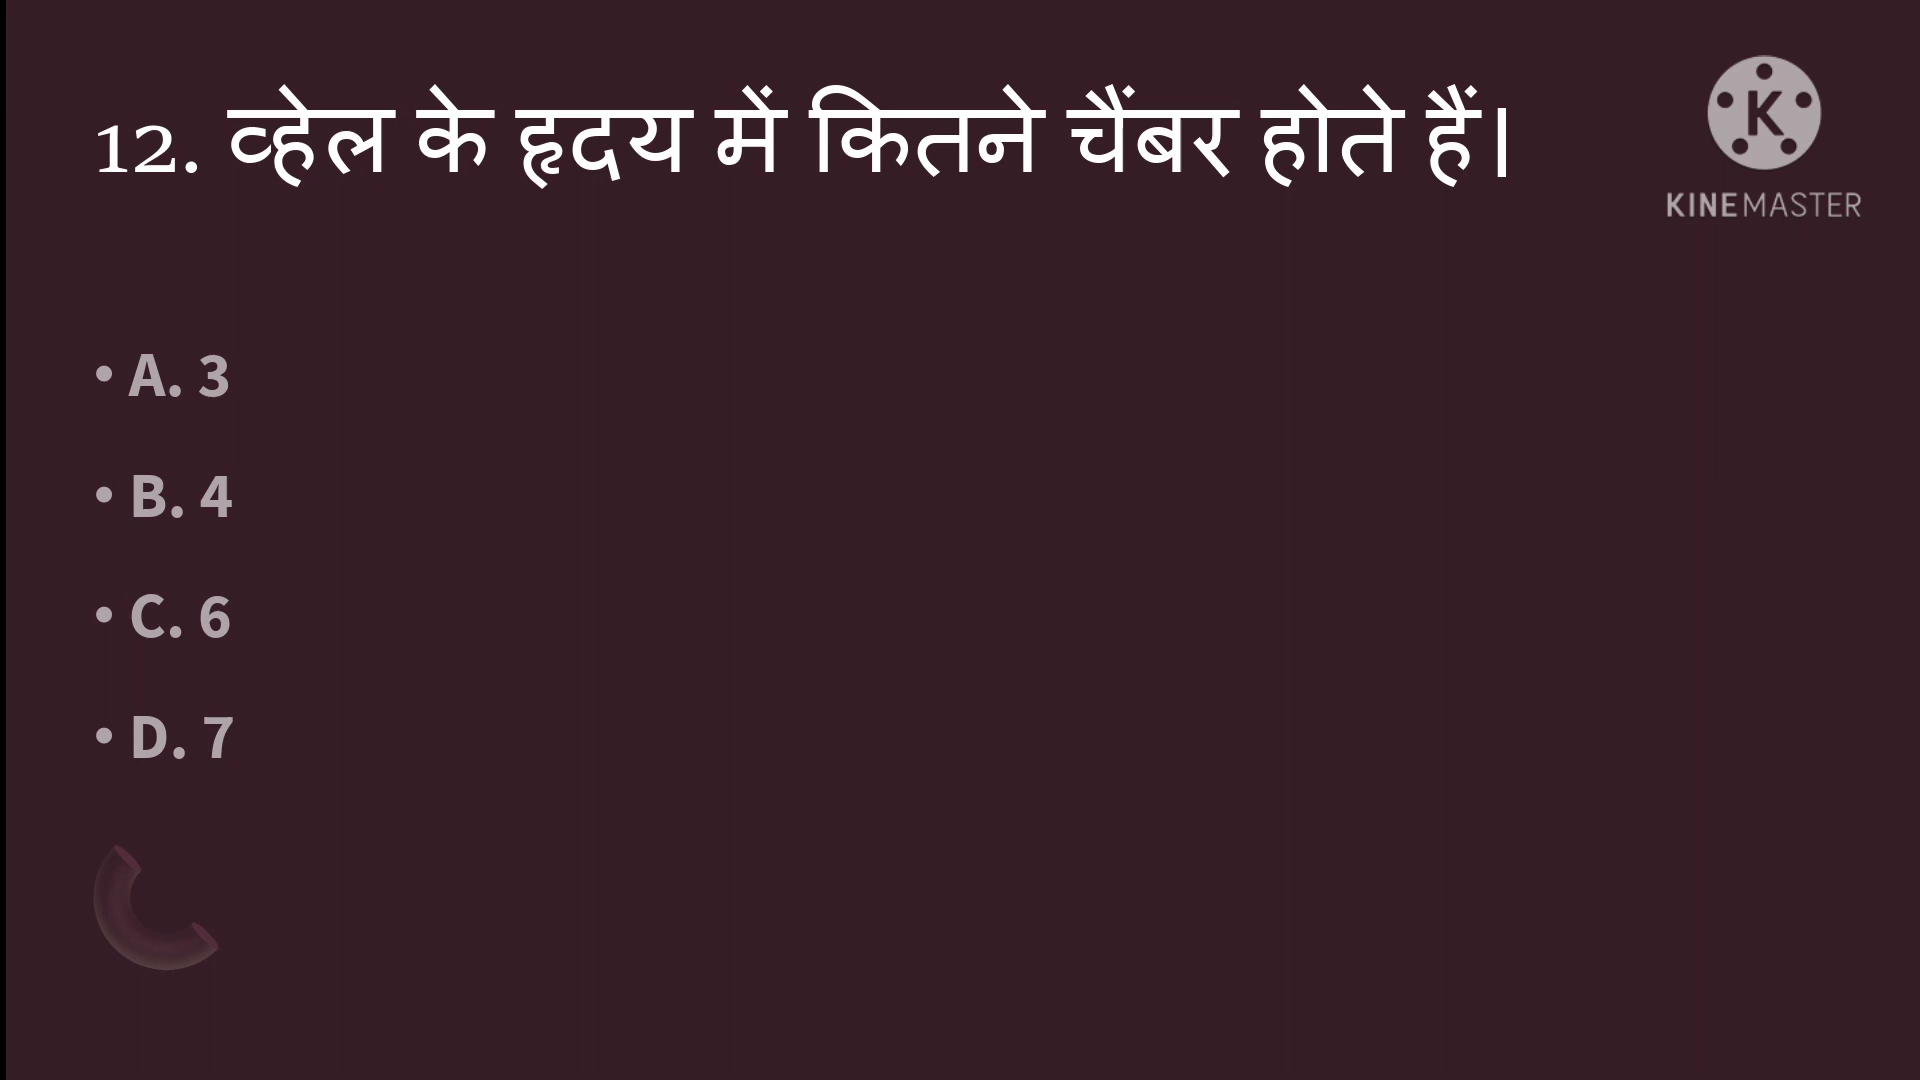 12. व्हेल के हृदय में कितने चैंबर होते हैं।
KINEMASTER
• A. 3
• B. 4
• C. 6
• D. 7